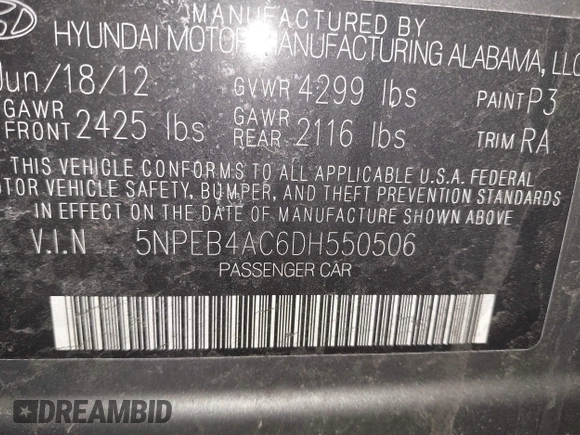 MANUFACTURED BY
HYUNDAI MOTOR MANUFACTURING ALABAMA, LLC
Jun/18/12 GVWR 4299 lbs PAINT P3
GAWR FRONT 2425 lbs GAWR REAR 2116 lbs TRIM RA
THIS VEHICLE CONFORMS TO ALL APPLICABLE U.S.A. FEDERAL
MOTOR VEHICLE SAFETY, BUMPER, AND THEFT PREVENTION STANDARDS
IN EFFECT ON THE DATE OF MANUFACTURE SHOWN ABOVE
V.I.N 5NPEB4AC6DH550506
PASSENGER CAR
DREAMBID